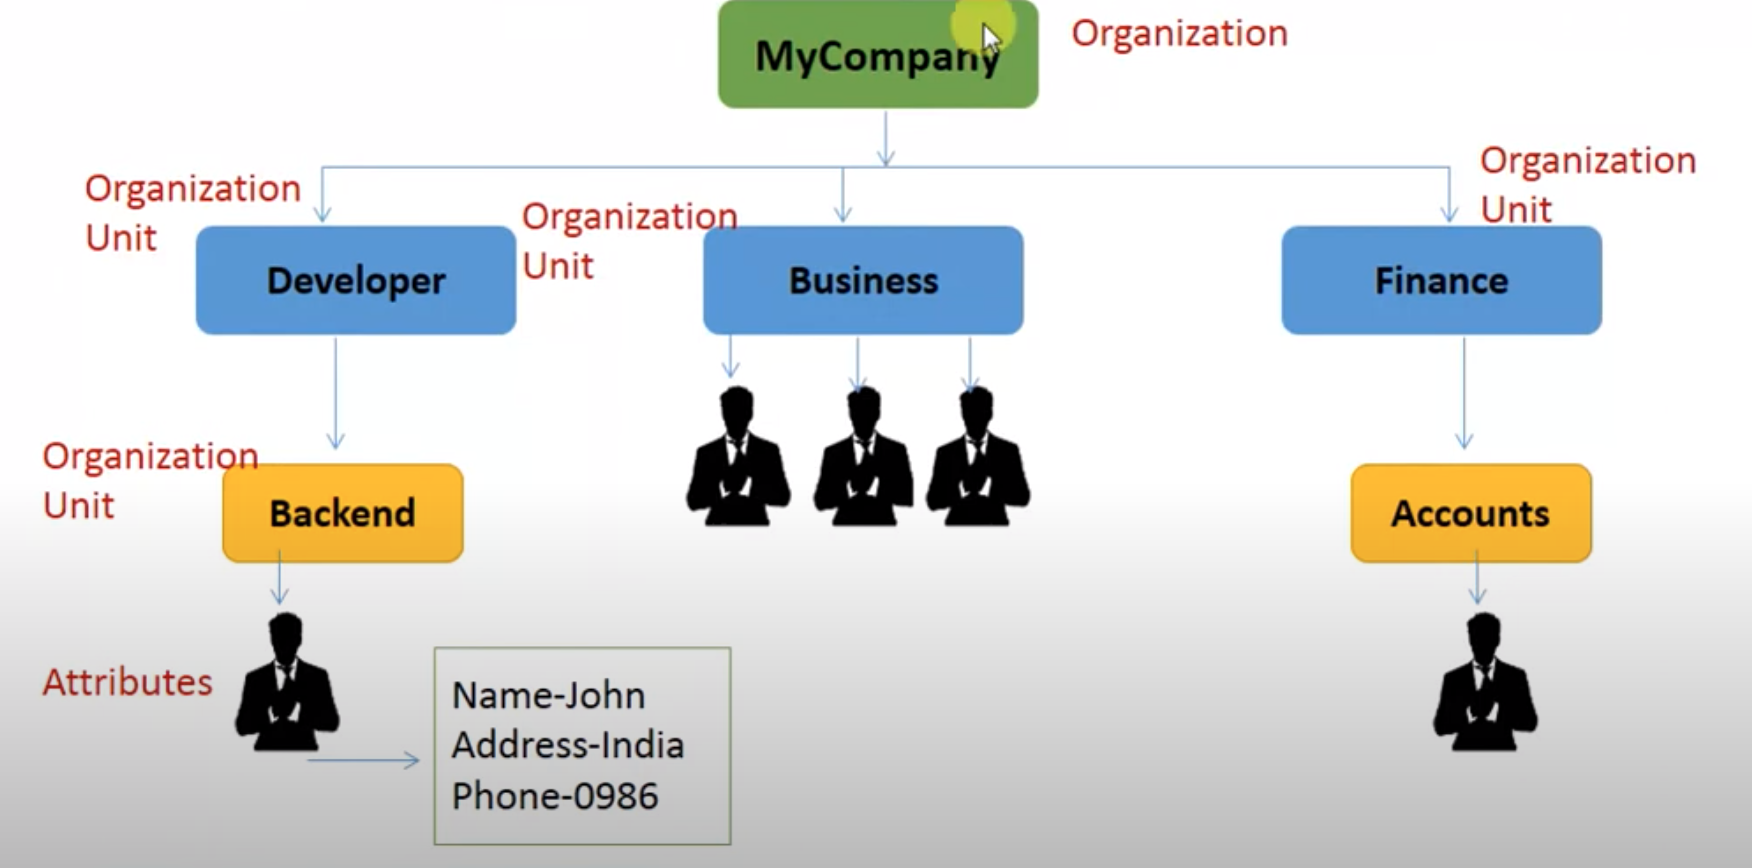 MyCompany
Organization
Organization
Unit
Organization
Unit
Organization
Unit
Developer
Business
Finance
Organization
Unit
Backend
Accounts
Attributes
Name-John
Address-India
Phone-0986